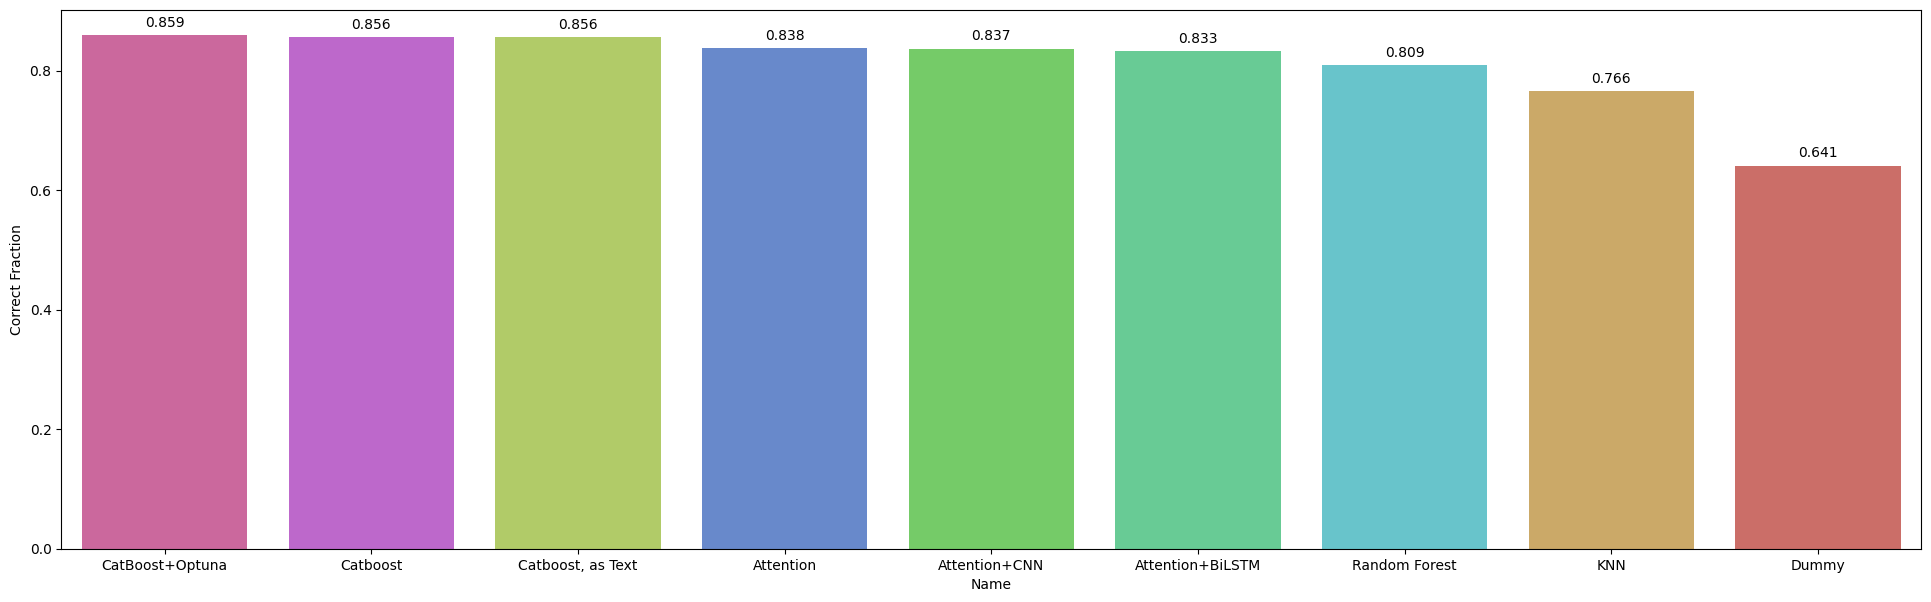 0.859
0.856
0.856
0.838
0.837
0.833
0.809
0.766
0.641
Correct Fraction
0.8
0.6
0.4
0.2
0.0
CatBoost+Optuna
Catboost
Catboost, as Text
Attention
Attention+CNN
Attention+BiLSTM
Random Forest
KNN
Dummy
Name